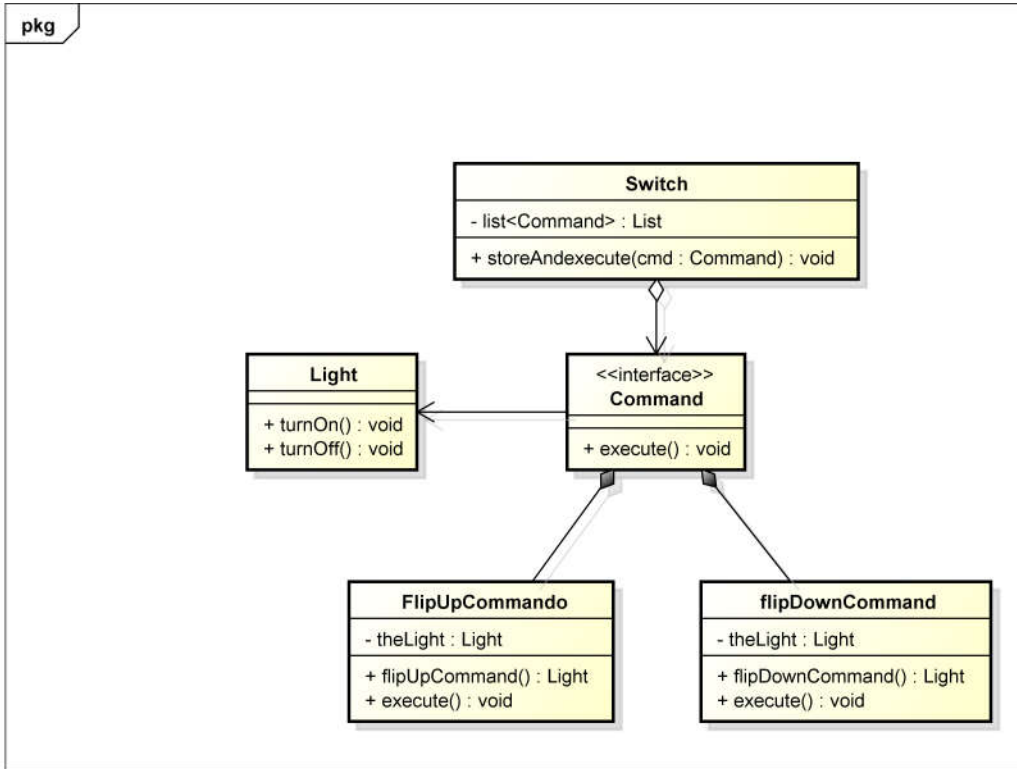 pkg
Switch
- list<Command> : List
+ storeAndexecute(cmd : Command) : void
Light
+ turnOn() : void
+ turnOff() : void
<<interface>>
Command
+ execute() : void
FlipUpCommando
- theLight : Light
+ flipUpCommand() : Light
+ execute() : void
flipDownCommand
- theLight : Light
+ flipDownCommand() : Light
+ execute() : void